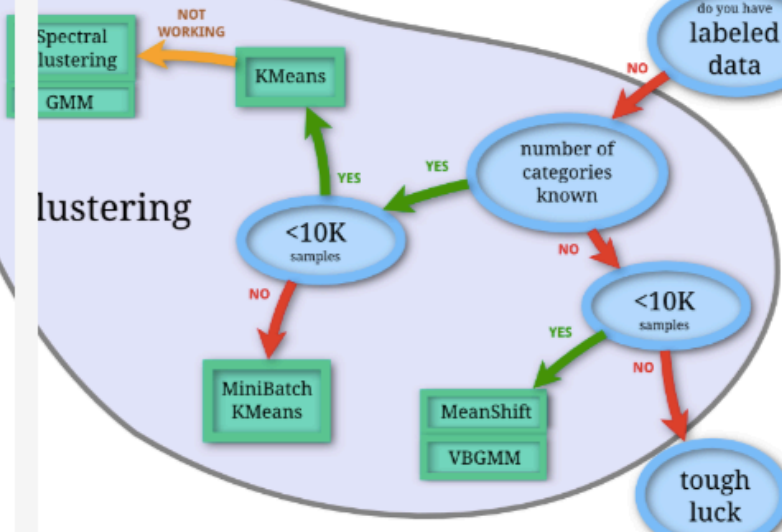 do you have
labeled
data
NO
NOT
WORKING
Spectral
lustering
GMM
KMeans
YES
number of
categories
known
YES
lustering
<10K
samples
NO
NO
<10K
samples
YES
NO
MiniBatch
KMeans
MeanShift
VBGMM
tough
luck